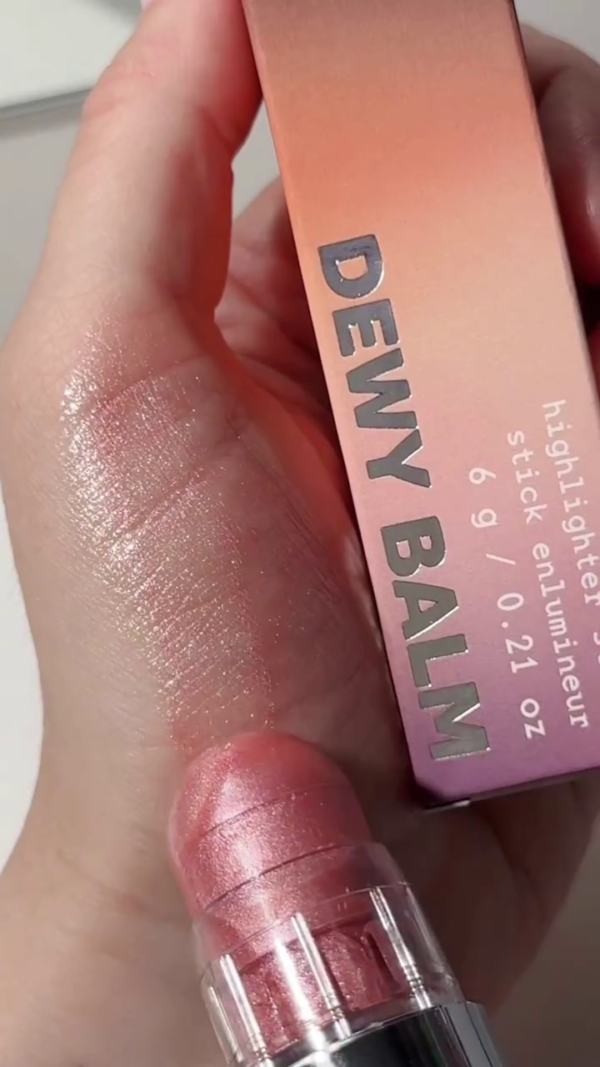 DEWY BALM
highlighter
stick enlumineur
6 g / 0.21 oz